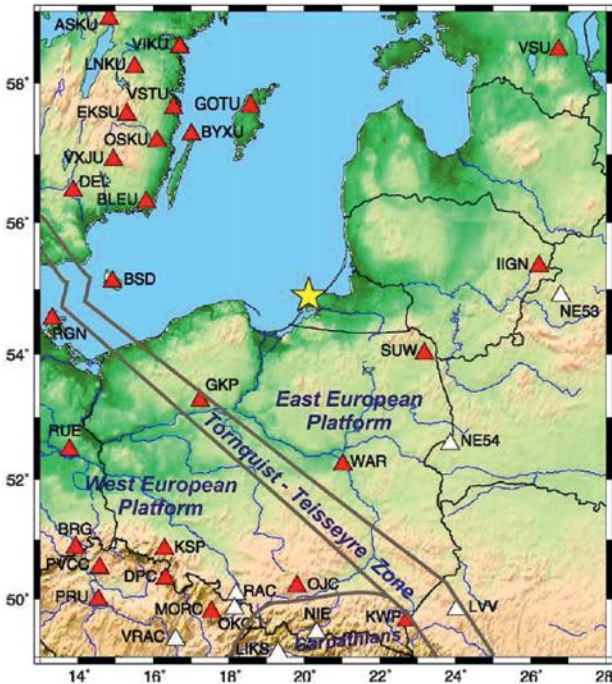 ASKU
VIKU
VSU
LNKU
58°
VSTU
GOTU
EKSU
BYXU
OSKU
VXJU
DEL
BLEU
56°
IIGN
BSD
NE53
RGN
54°
SUW
GKP
East European
Platform
RUE
NE54
WAR
52°
West European
Platform
Tornquist - Teisseyre Zone
BRG
KSP
PVCC
DPC
RAC
OJC
50°
PRU
MORC
OKC
LVV
NIE
KWP
VRAC
LIKS
Carpathians
14° 16° 18° 20° 22° 24° 26° 28